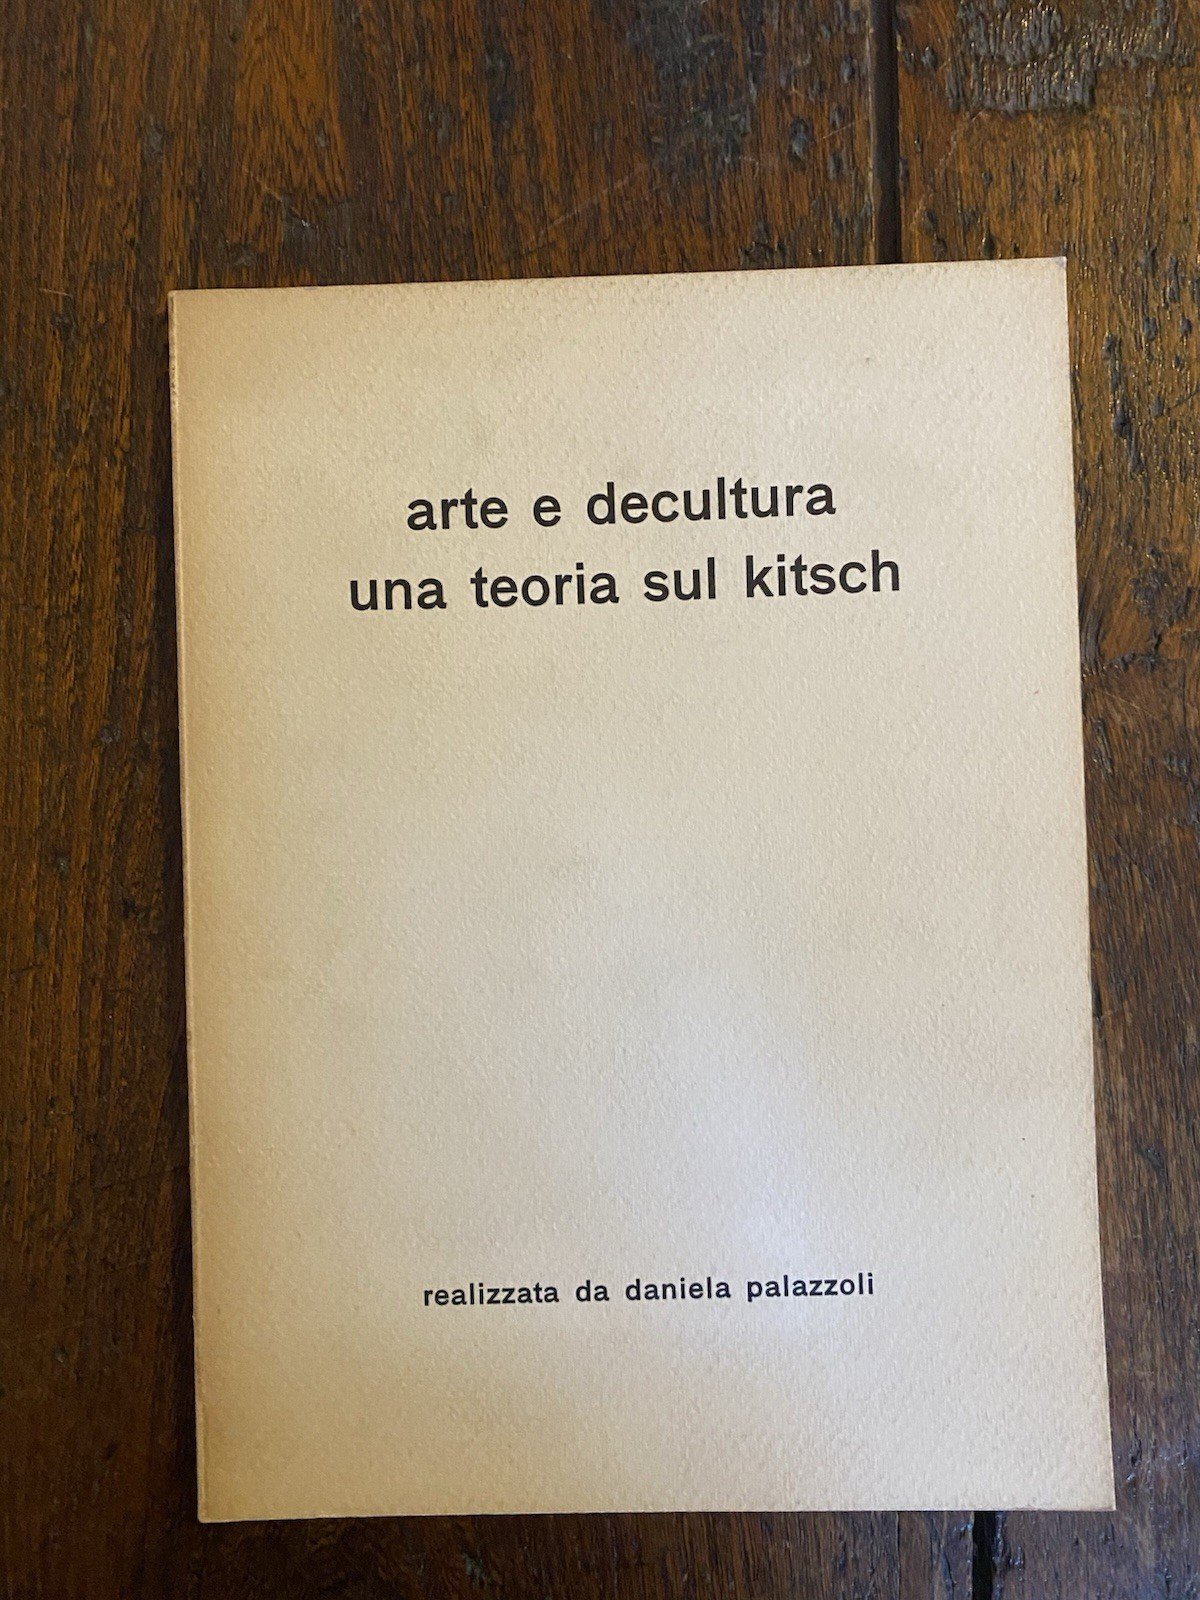 arte e decultura
una teoria sul kitsch
realizzata da daniela palazzoli